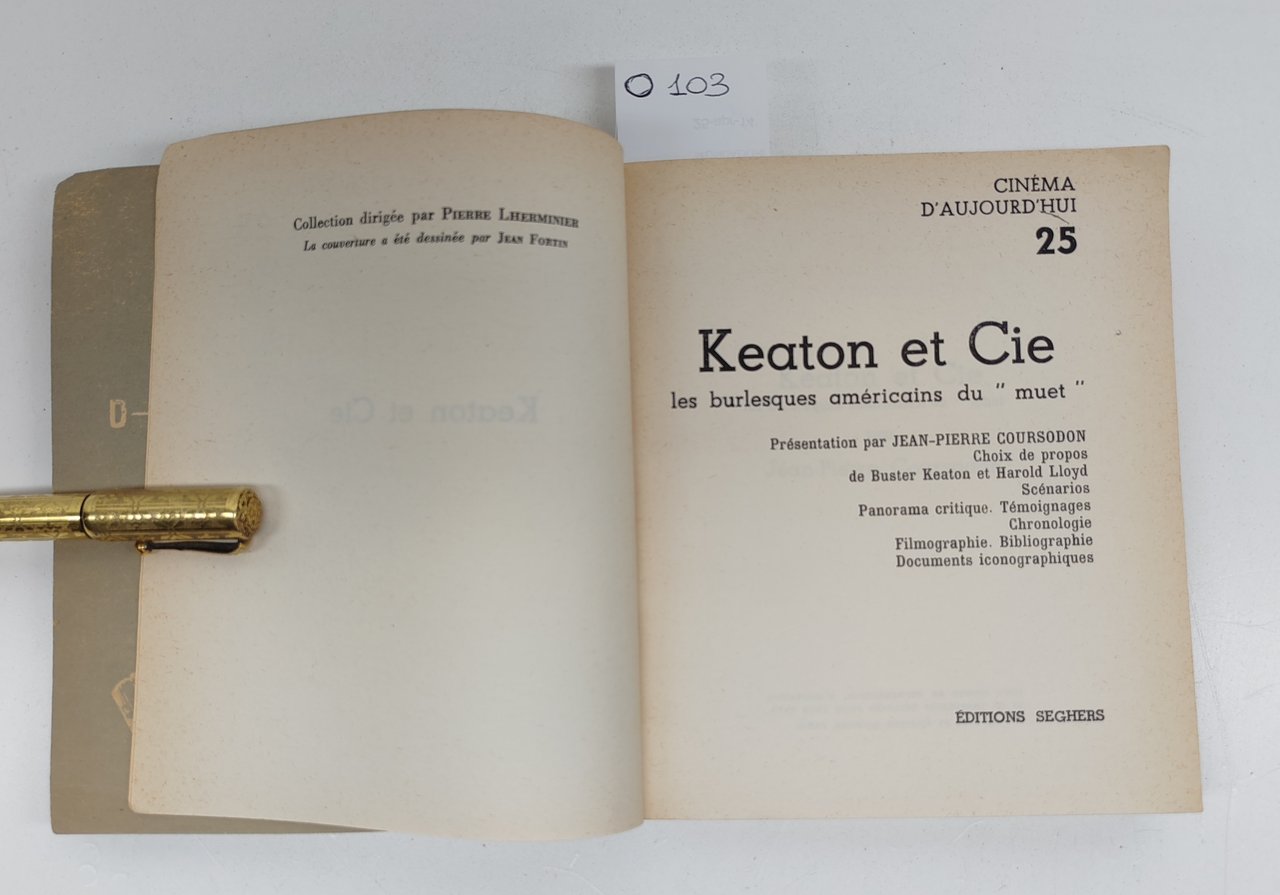 O 103
Collection dirigée par PIERRE LHERMINIER
La couverture a été dessinée par JEAN FORTIN
CINÉMA
D'AUJOURD'HUI
25
Keaton et Cie
les burlesques américains du " muet "
Présentation par JEAN-PIERRE COURSODON
Choix de propos
de Buster Keaton et Harold Lloyd
Scénarios
Panorama critique. Témoignages
Chronologie
Filmographie. Bibliographie
Documents iconographiques
ÉDITIONS SEGHERS